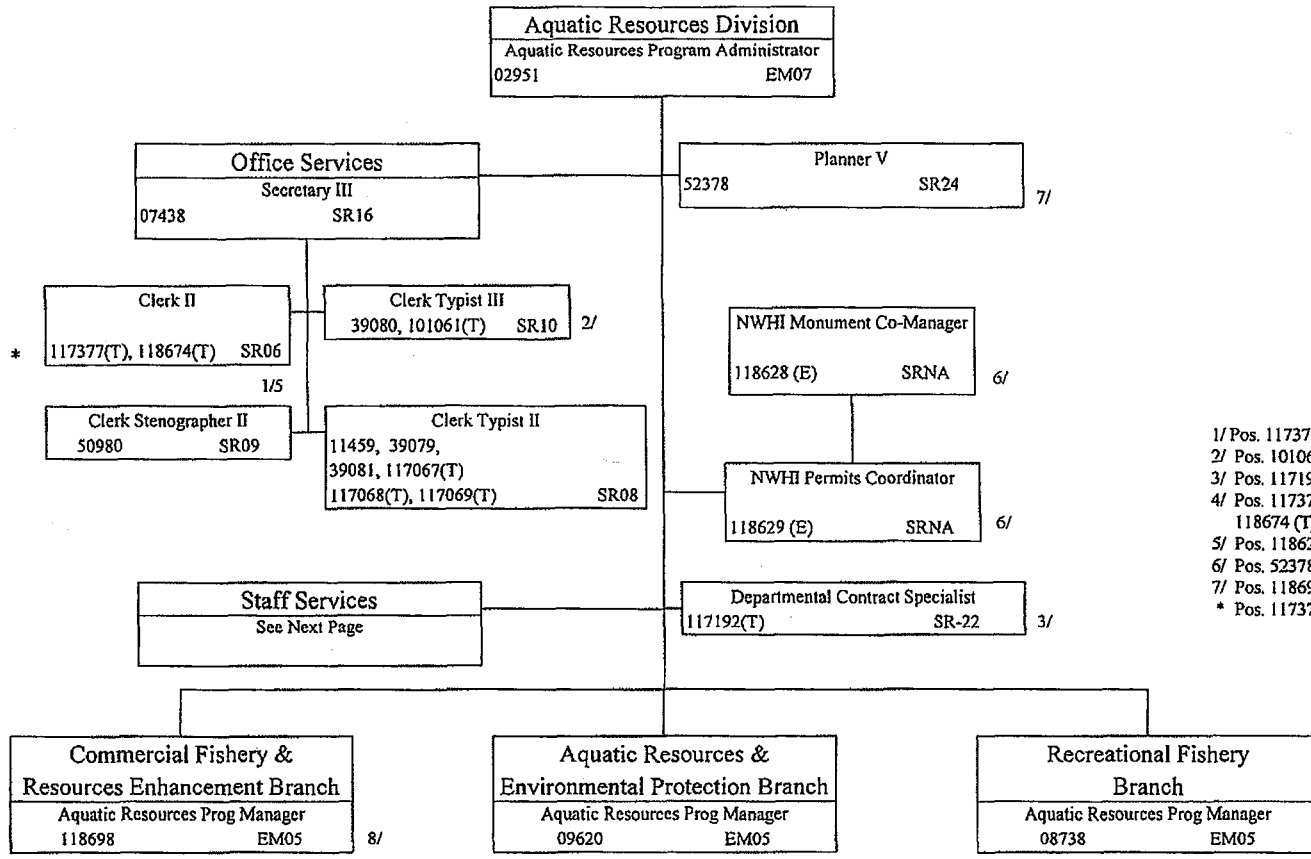 Aquatic Resources Division
Aquatic Resources Program Administrator
02951 EM07
Office Services
Secretary III
07438 SR16
Planner V
52378 SR24
7/
Clerk II
117377(T), 118674(T) SR06
*
1/5
Clerk Typist III
39080, 101061(T) SR10
2/
Clerk Stenographer II
50980 SR09
Clerk Typist II
11459, 39079,
39081, 117067(T)
117068(T), 117069(T) SR08
NWHI Monument Co-Manager
118628 (E) SRNA
6/
NWHI Permits Coordinator
118629 (E) SRNA
6/
1/ Pos. 11737
2/ Pos. 10106
3/ Pos. 11719
4/ Pos. 11737
118674 (T)
5/ Pos. 11862
6/ Pos. 52378
7/ Pos. 11869
* Pos. 11737
Staff Services
See Next Page
Departmental Contract Specialist
117192(T) SR-22
3/
Commercial Fishery &
Resources Enhancement Branch
Aquatic Resources Prog Manager
118698 EM05
8/
Aquatic Resources &
Environmental Protection Branch
Aquatic Resources Prog Manager
09620 EM05
Recreational Fishery
Branch
Aquatic Resources Prog Manager
08738 EM05